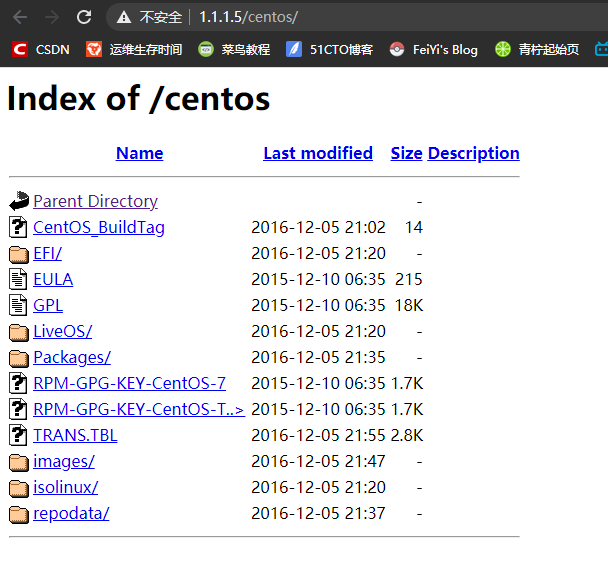 不安全 1.1.1.5/centos/
CSDN 运维生存时间 菜鸟教程 51CTO博客 FeiYi's Blog 青柠起始页
Index of /centos
Name Last modified Size Description
Parent Directory -
CentOS_BuildTag 2016-12-05 21:02 14
EFI/ 2016-12-05 21:20 -
EULA 2015-12-10 06:35 215
GPL 2015-12-10 06:35 18K
LiveOS/ 2016-12-05 21:20 -
Packages/ 2016-12-05 21:35 -
RPM-GPG-KEY-CentOS-7 2015-12-10 06:35 1.7K
RPM-GPG-KEY-CentOS-T..> 2015-12-10 06:35 1.7K
TRANS.TBL 2016-12-05 21:55 2.8K
images/ 2016-12-05 21:47 -
isolinux/ 2016-12-05 21:20 -
repodata/ 2016-12-05 21:37 -